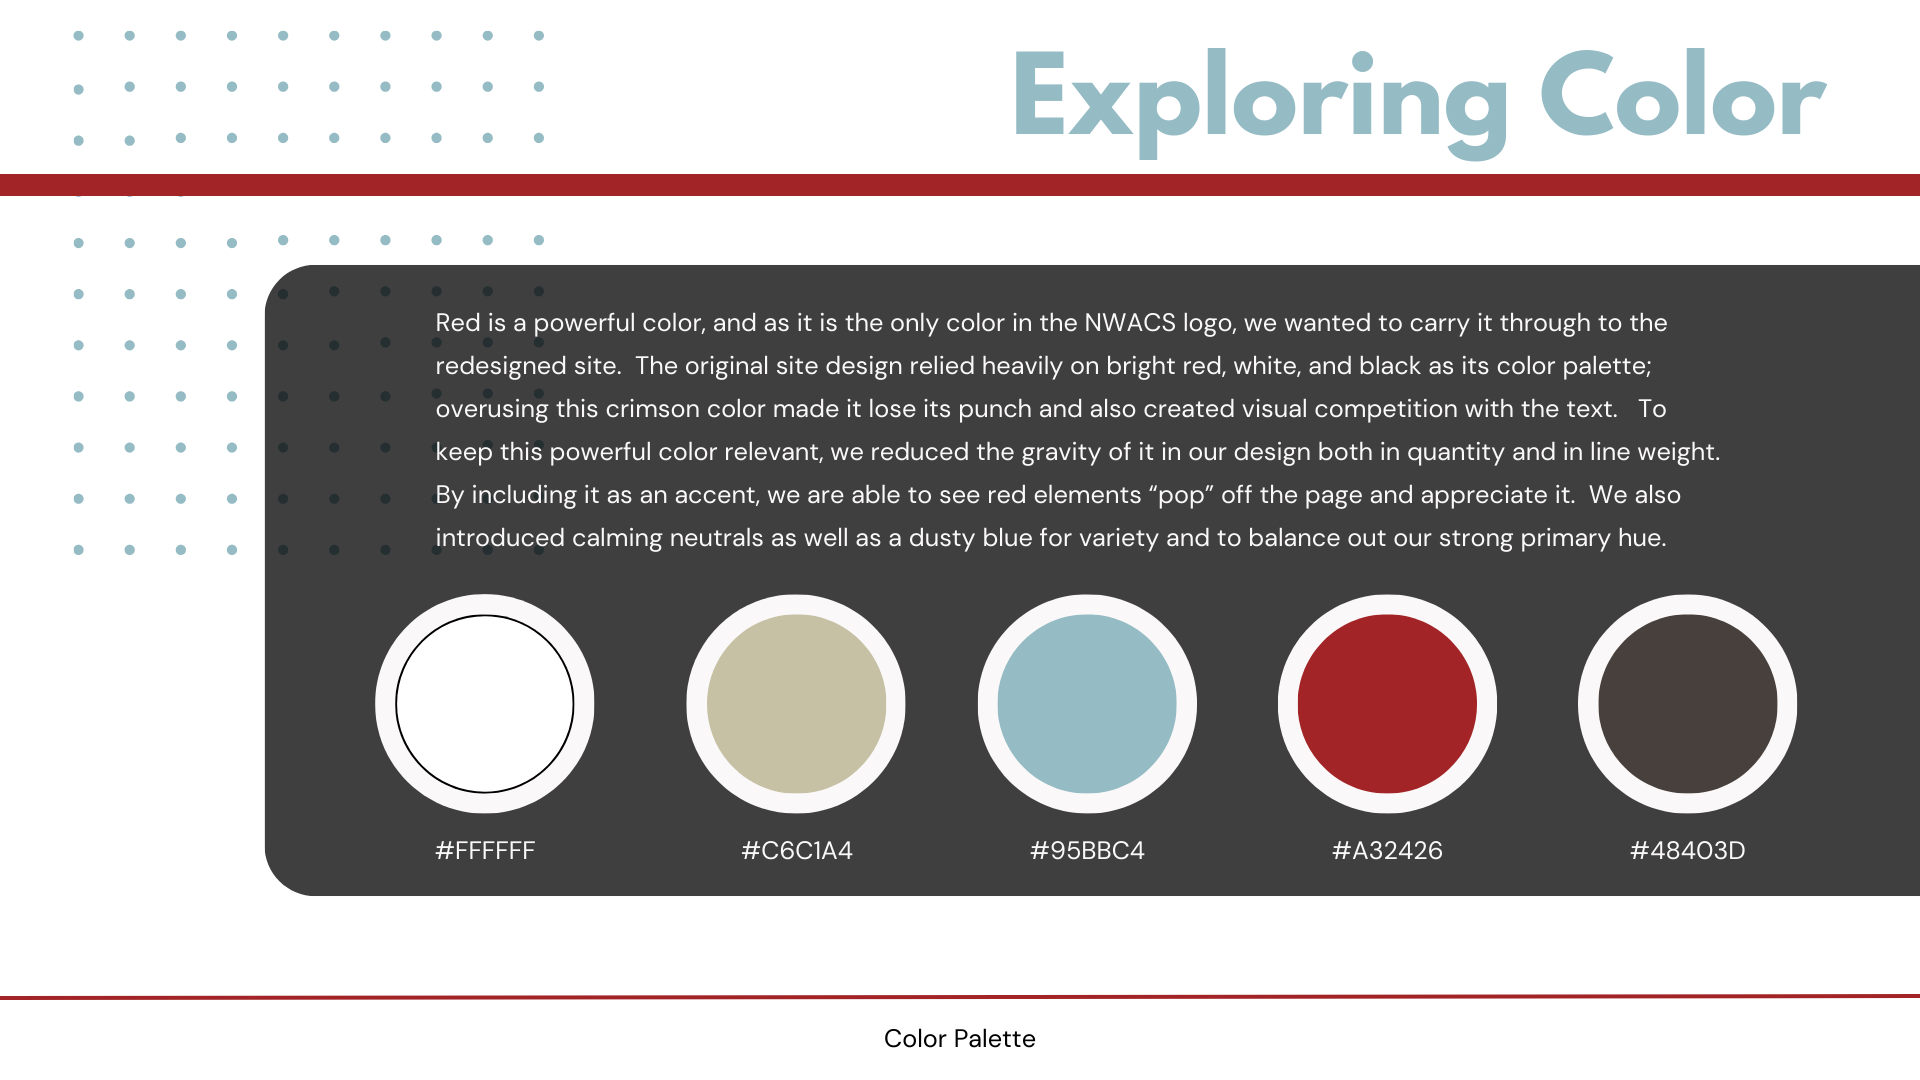 Exploring Color
Red is a powerful color, and as it is the only color in the NWACS logo, we wanted to carry it through to the
redesigned site.  The original site design relied heavily on bright red, white, and black as its color palette;
overusing this crimson color made it lose its punch and also created visual competition with the text.   To
keep this powerful color relevant, we reduced the gravity of it in our design both in quantity and in line weight.
By including it as an accent, we are able to see red elements “pop” off the page and appreciate it.  We also
introduced calming neutrals as well as a dusty blue for variety and to balance out our strong primary hue.
#FFFFFF #C6C1A4 #95BBC4 #A32426 #48403D
Color Palette